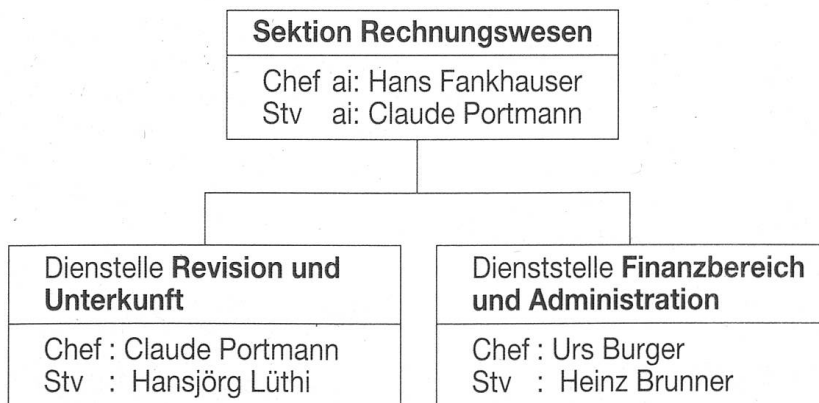 Sektion Rechnungswesen
Chef ai: Hans Fankhauser
Stv ai: Claude Portmann
Dienstelle Revision und
Unterkunft
Chef : Claude Portmann
Stv : Hansjörg Lüthi
Dienststelle Finanzbereich
und Administration
Chef : Urs Burger
Stv : Heinz Brunner